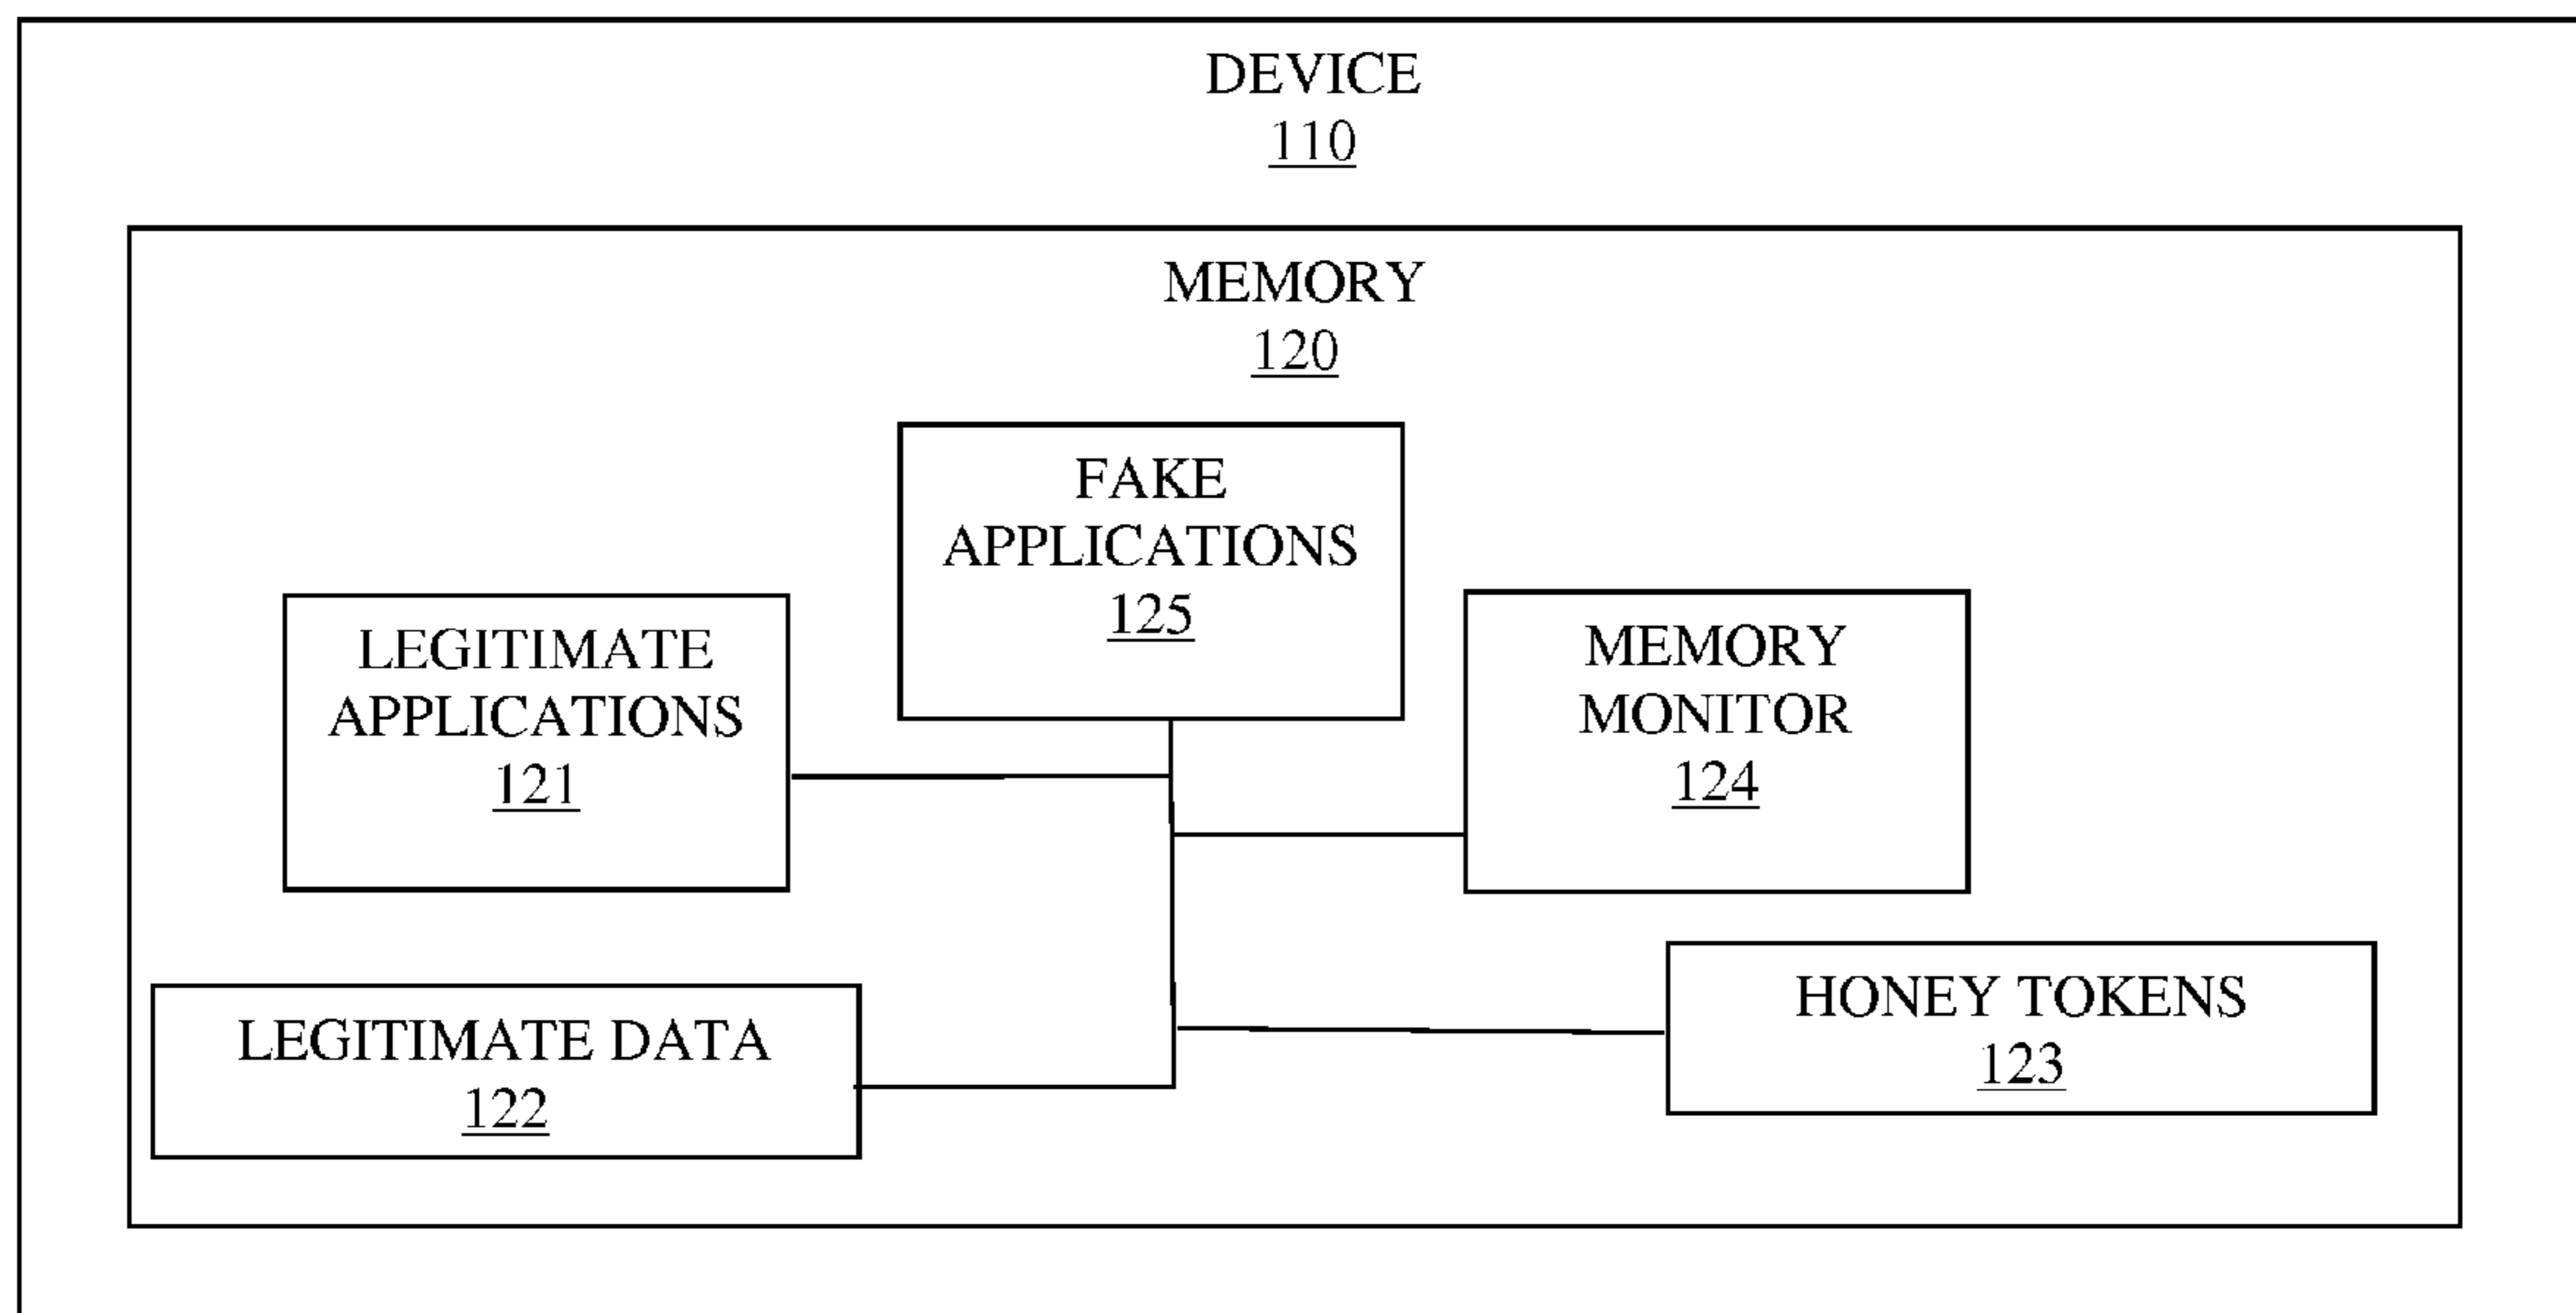 DEVICE
110
MEMORY
120
FAKE
APPLICATIONS
125
LEGITIMATE
APPLICATIONS
121
MEMORY
MONITOR
124
LEGITIMATE DATA
122
HONEY TOKENS
123